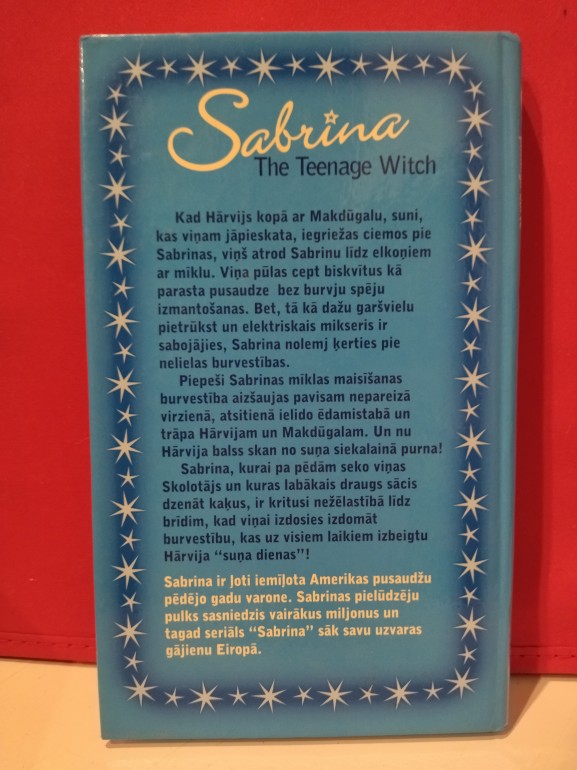 Sabrina
The Teenage Witch
Kad Hārvijs kopā ar Makdūgalu, suni,
kas viņam jāpieskata, iegriežas ciemos pie
Sabrinas, viņš atrod Sabrinu līdz elkoņiem
ar mīklu. Viņa pūlas cept biskvitus kā
parasta pusaudze bez burvju spēju
izmantošanas. Bet, tā kā dažu garšvielu
pietrūkst un elektriskais mikseris ir
sabojājies, Sabrina nolemj ķerties pie
nelielas burvestības.
Piepeši Sabrinas mīklas maisīšanas
burvestība aizšaujas pavisam nepareizā
virzienā, atsitienā ielido ēdamistabā un
trāpa Hārvijam un Makdūgalam. Un nu
Hārvija balss skan no suņa siekalainā purna!
Sabrina, kurai pa pēdām seko viņas
Skolotājs un kuras labākais draugs sācis
dzenāt kaķus, ir kritusi nežēlastībā līdz
brīdim, kad viņai izdosies izdomāt
burvestību, kas uz visiem laikiem izbeigtu
Hārvija “suņa dienas”!
Sabrina ir ļoti iemīļota Amerikas pusaudžu
pēdējo gadu varone. Sabrinas pielūdzēju
pulks sasniedzis vairākus miljonus un
tagad seriāls “Sabrina” sāk savu uzvaras
gājienu Eiropā.